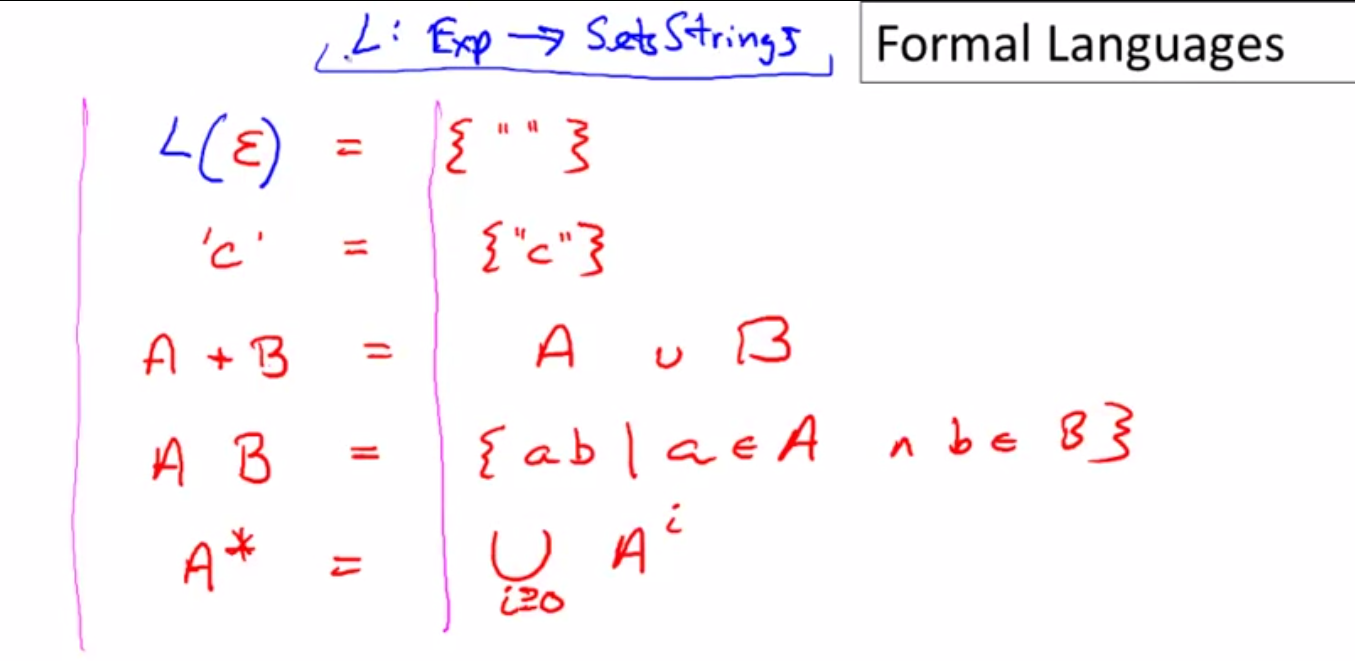 L: Exp → Sets Strings
Formal Languages
L(ε) = { "" }
'c' = {"c"}
A + B = A ∪ B
A B = { ab | a ∈ A ∧ b ∈ B }
A* = ⋃ i≥0 A^i